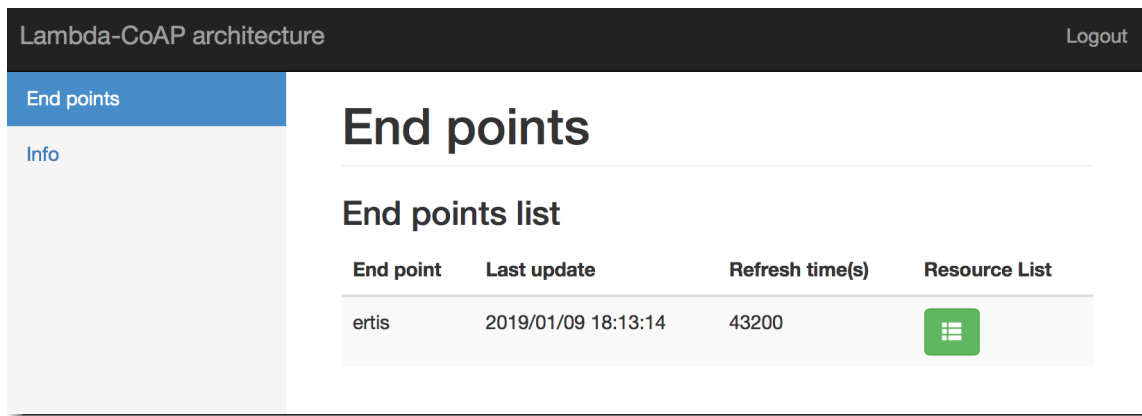 Lambda-CoAP architecture Logout
End points
Info
End points
End points list
End point Last update Refresh time(s) Resource List
ertis 2019/01/09 18:13:14 43200